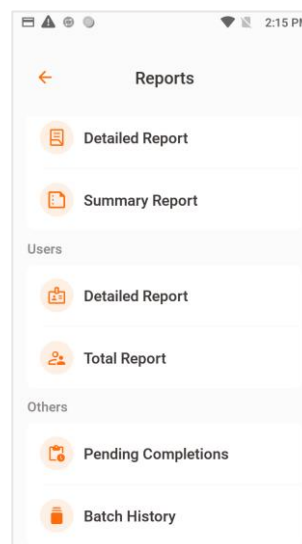 2:15 PM
Reports
Detailed Report
Summary Report
Users
Detailed Report
Total Report
Others
Pending Completions
Batch History